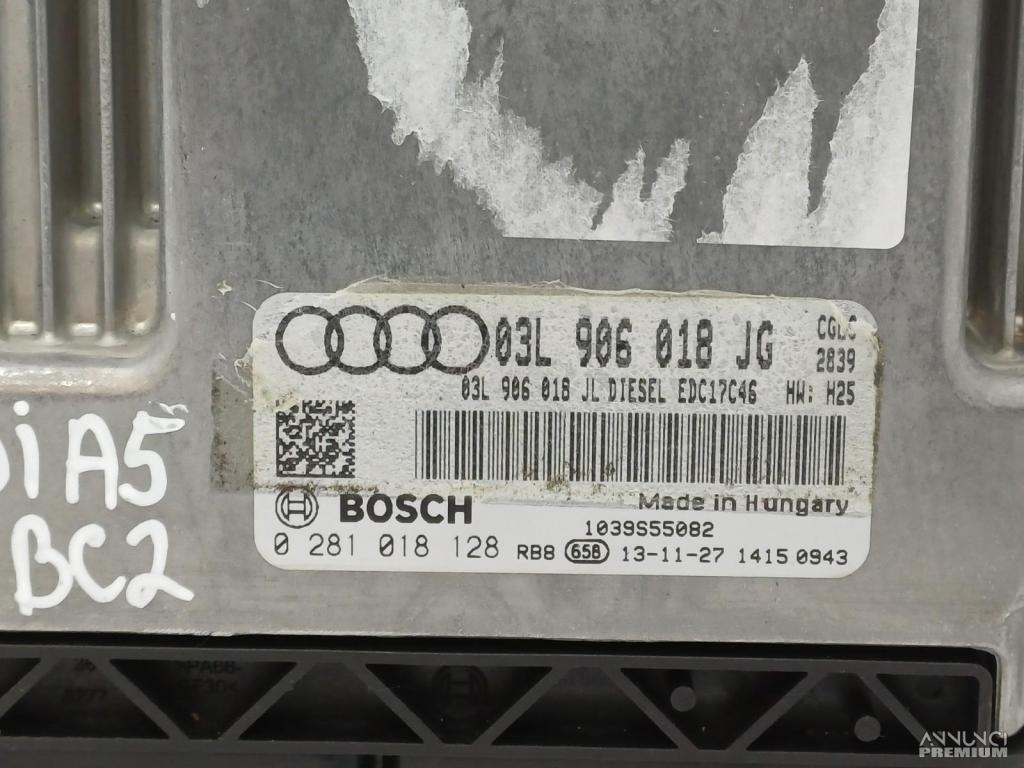 03L 906 018 JG
CGLC
2839
03L 906 018 JL DIESEL EDC17C46 HW: H25
Made in Hungary
BOSCH
1039S55082
0 281 018 128 RB8 658 13-11-27 1415 0943
A5
BC2
>PA66-
ANNUNCI
PREMIUM